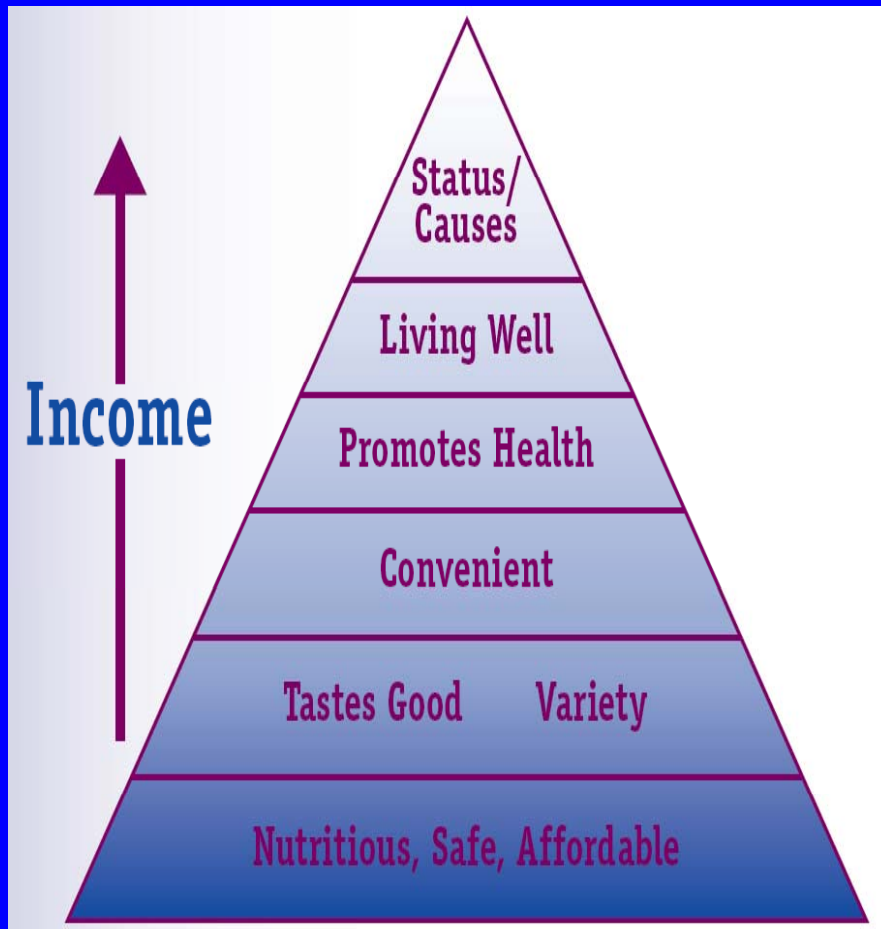 Status/
Causes
Living Well
Income
Promotes Health
Convenient
Tastes Good Variety
Nutritious, Safe, Affordable